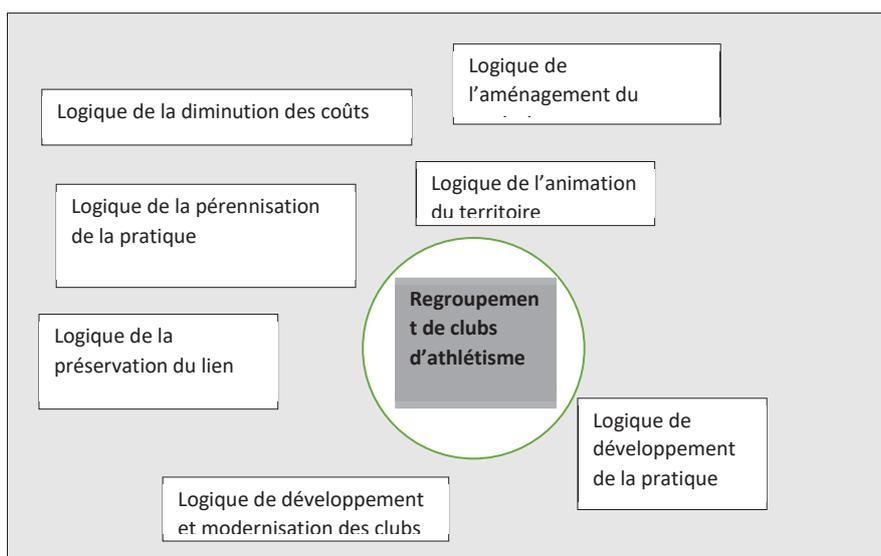 Logique de
l’aménagement du
Logique de la diminution des coûts
Logique de l’animation
du territoire
Logique de la pérennisation
de la pratique
Regroupemen
t de clubs
d’athlétisme
Logique de la
préservation du lien
Logique de
développement
de la pratique
Logique de développement
et modernisation des clubs